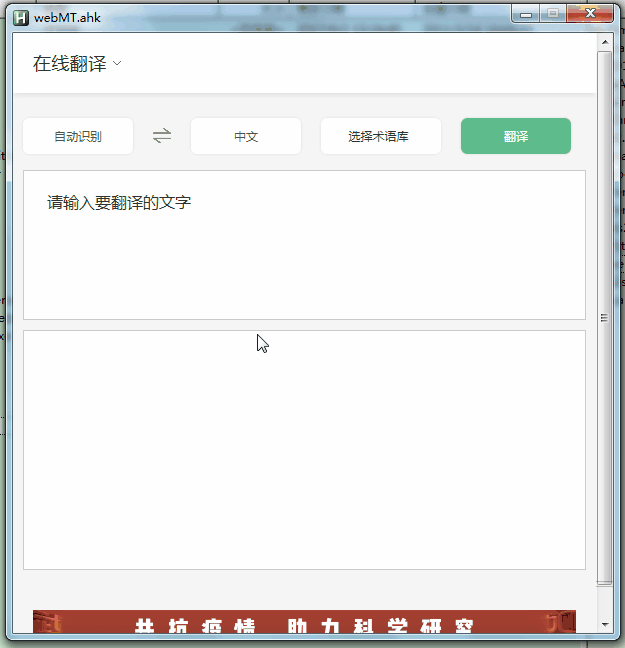 webMT.ahk
在线翻译
自动识别
中文
选择术语库
翻译
请输入要翻译的文字
共抗疫情 助力科学研究